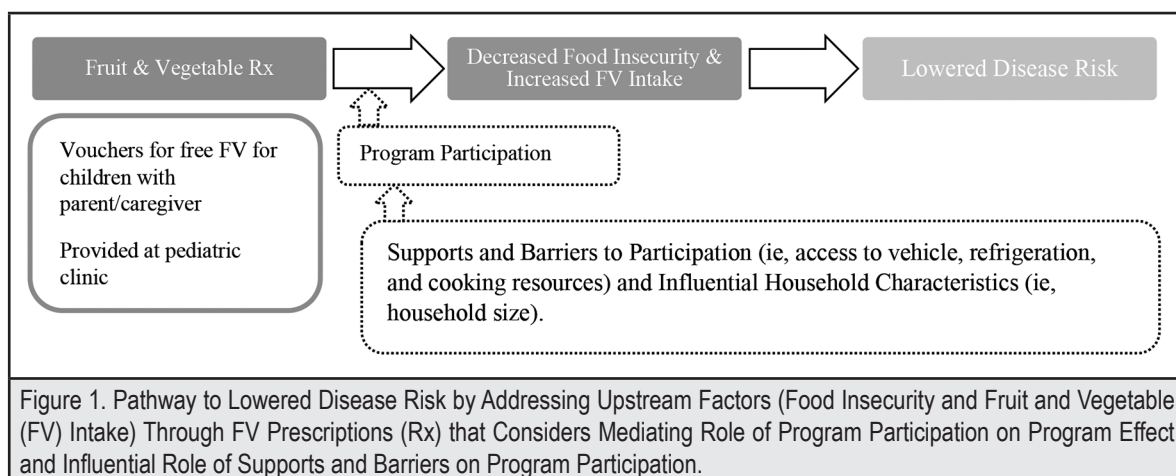 Fruit & Vegetable Rx
Decreased Food Insecurity &
Increased FV Intake
Lowered Disease Risk
Vouchers for free FV for
children with
parent/caregiver
Provided at pediatric
clinic
Program Participation
Supports and Barriers to Participation (ie, access to vehicle, refrigeration,
and cooking resources) and Influential Household Characteristics (ie,
household size).
Figure 1. Pathway to Lowered Disease Risk by Addressing Upstream Factors (Food Insecurity and Fruit and Vegetable
(FV) Intake) Through FV Prescriptions (Rx) that Considers Mediating Role of Program Participation on Program Effect
and Influential Role of Supports and Barriers on Program Participation.